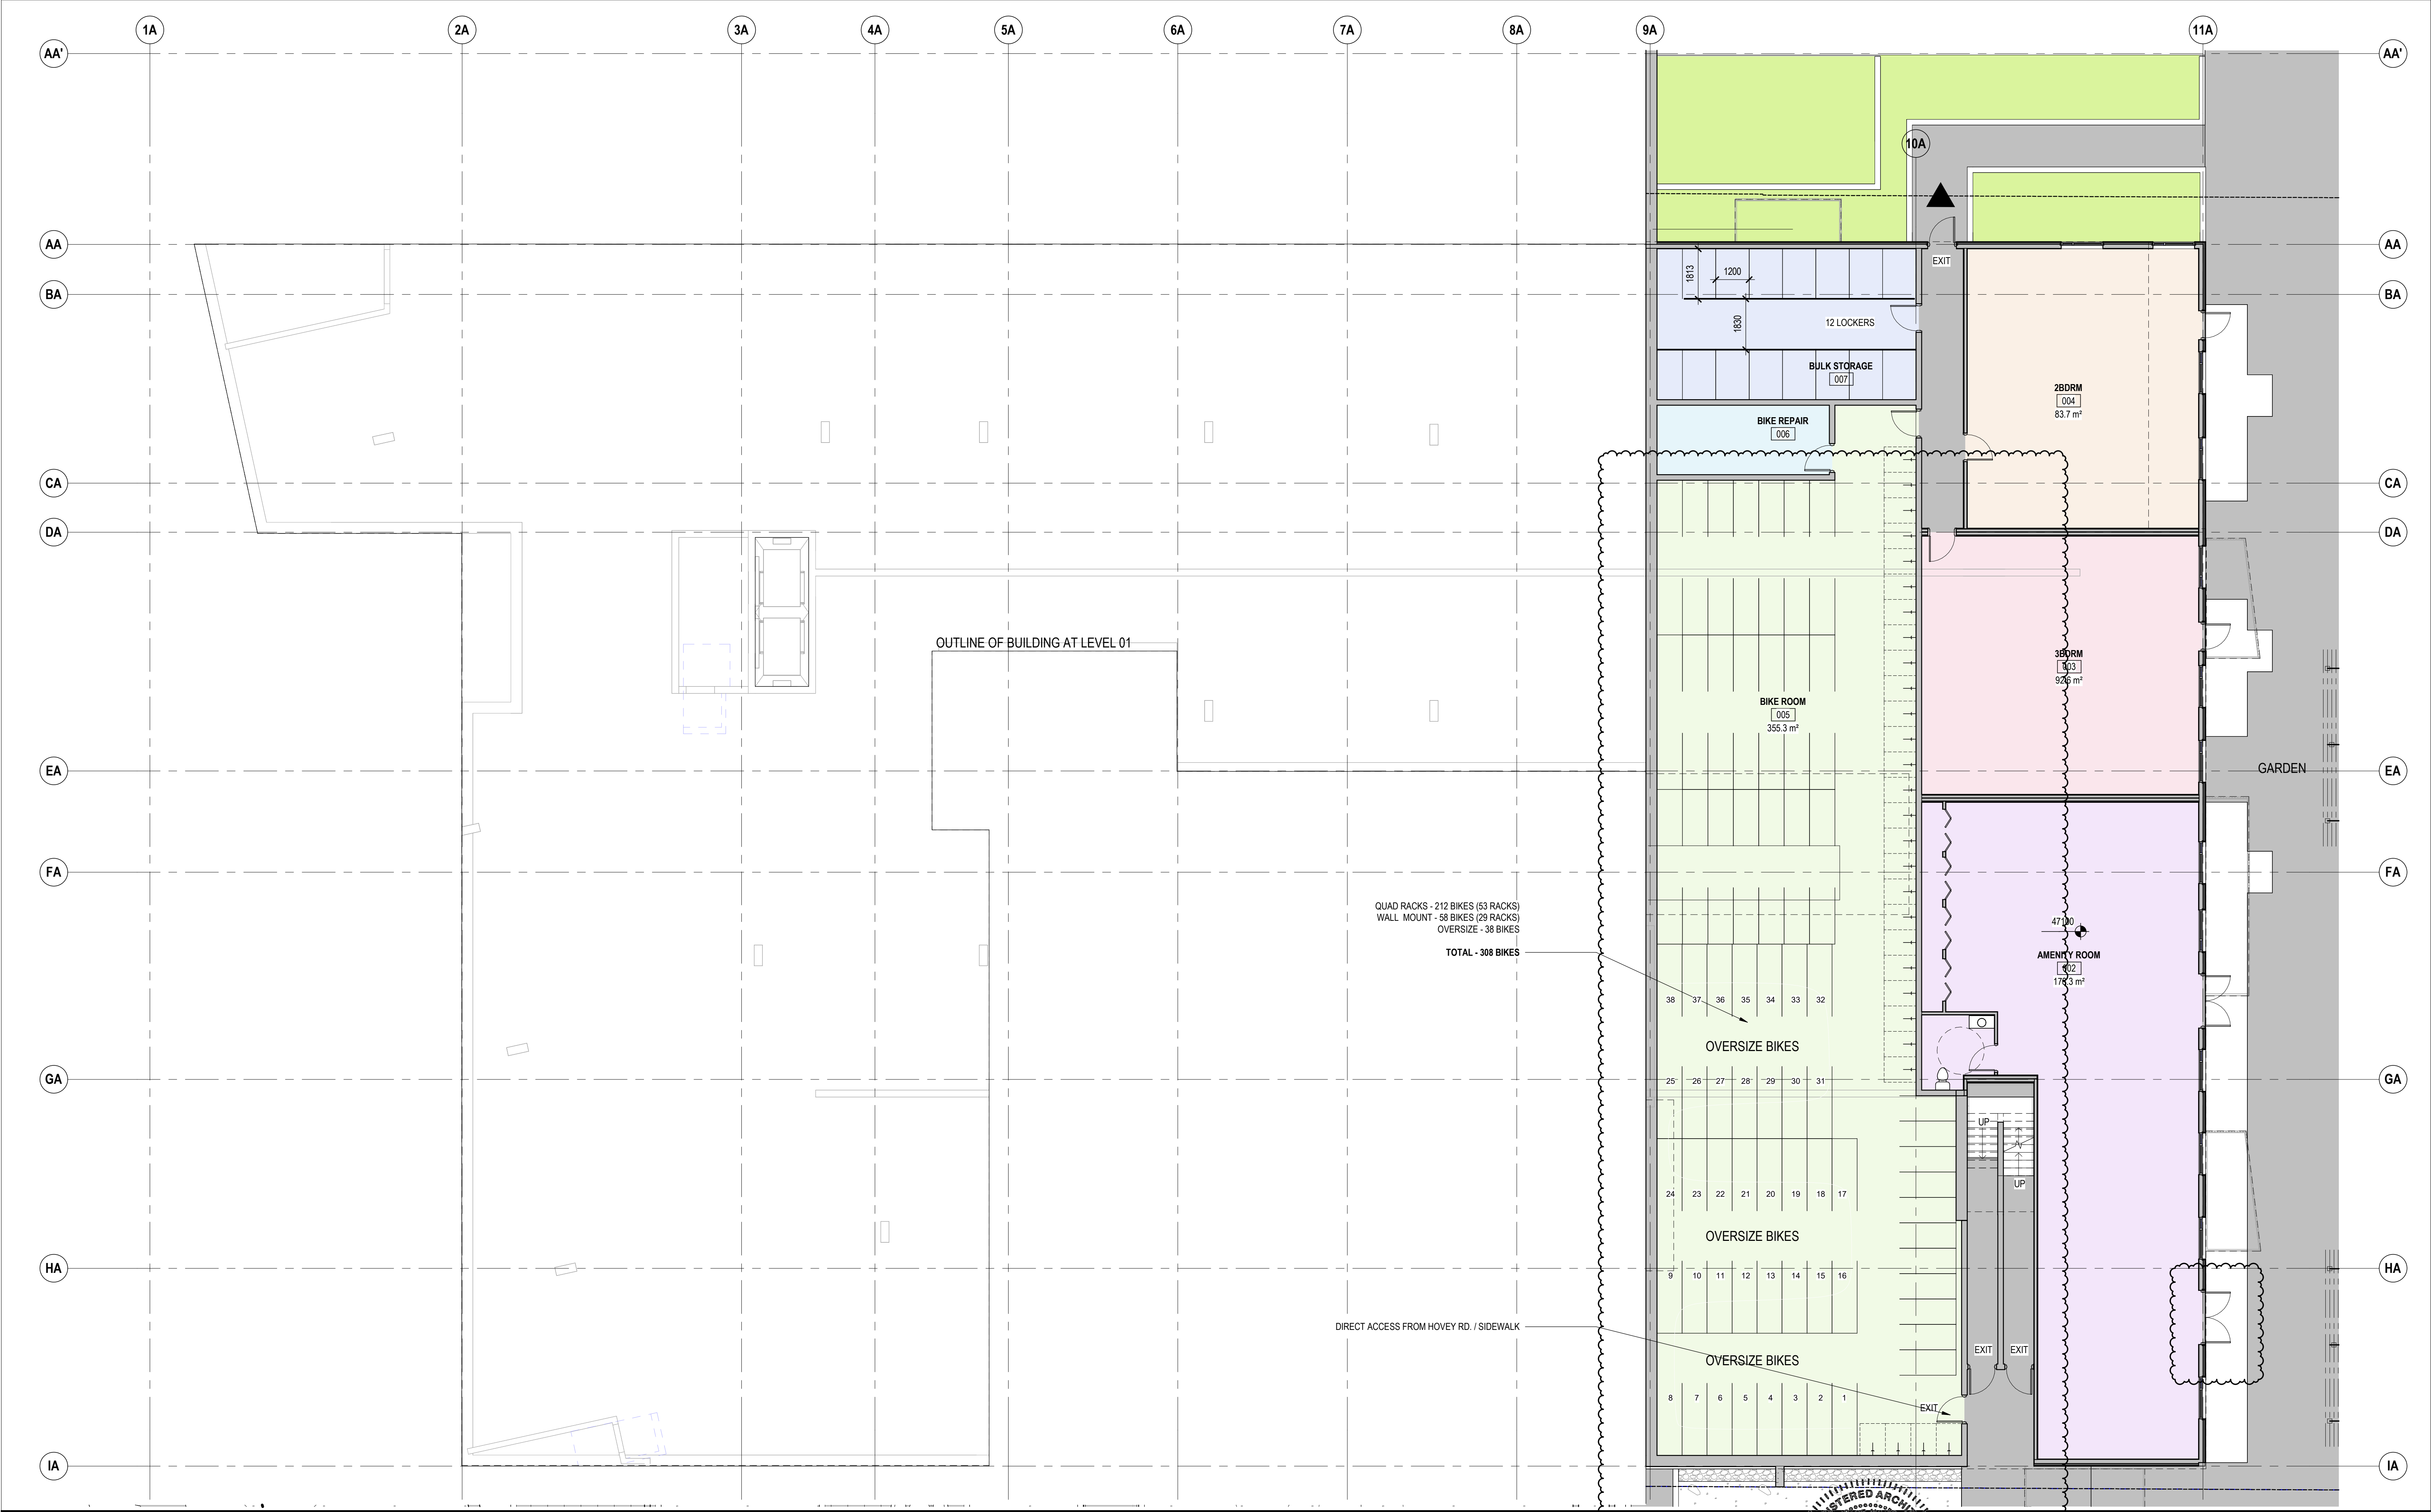 1A 2A 3A 4A 5A 6A 7A 8A 9A 11A
AA' AA'
10A
AA AA
EXIT
1813
1200
BA BA
1830
12 LOCKERS
BULK STORAGE
007
2BDRM
004
83.7 m²
BIKE REPAIR
006
CA CA
DA DA
OUTLINE OF BUILDING AT LEVEL 01
3BDRM
003
92.6 m²
BIKE ROOM
005
355.3 m²
EA EA
GARDEN
FA FA
QUAD RACKS - 212 BIKES (53 RACKS)
WALL MOUNT - 58 BIKES (29 RACKS)
OVERSIZE - 38 BIKES
TOTAL - 308 BIKES
47100
AMENITY ROOM
002
38 37 36 35 34 33 32
OVERSIZE BIKES
25 26 27 28 29 30 31
GA GA
UP
UP
24 23 22 21 20 19 18 17
OVERSIZE BIKES
HA HA
9 10 11 12 13 14 15 16
DIRECT ACCESS FROM HOVEY RD. / SIDEWALK
EXIT EXIT
OVERSIZE BIKES
8 7 6 5 4 3 2 1
EXIT
IA IA